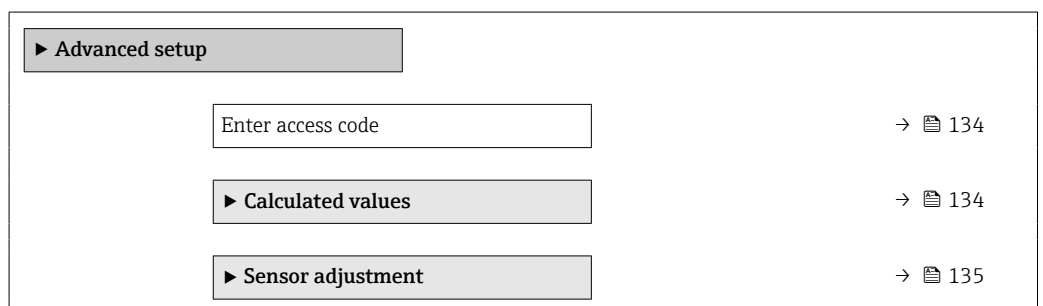 ▶ Advanced setup
Enter access code → 🖹 134
▶ Calculated values → 🖹 134
▶ Sensor adjustment → 🖹 135